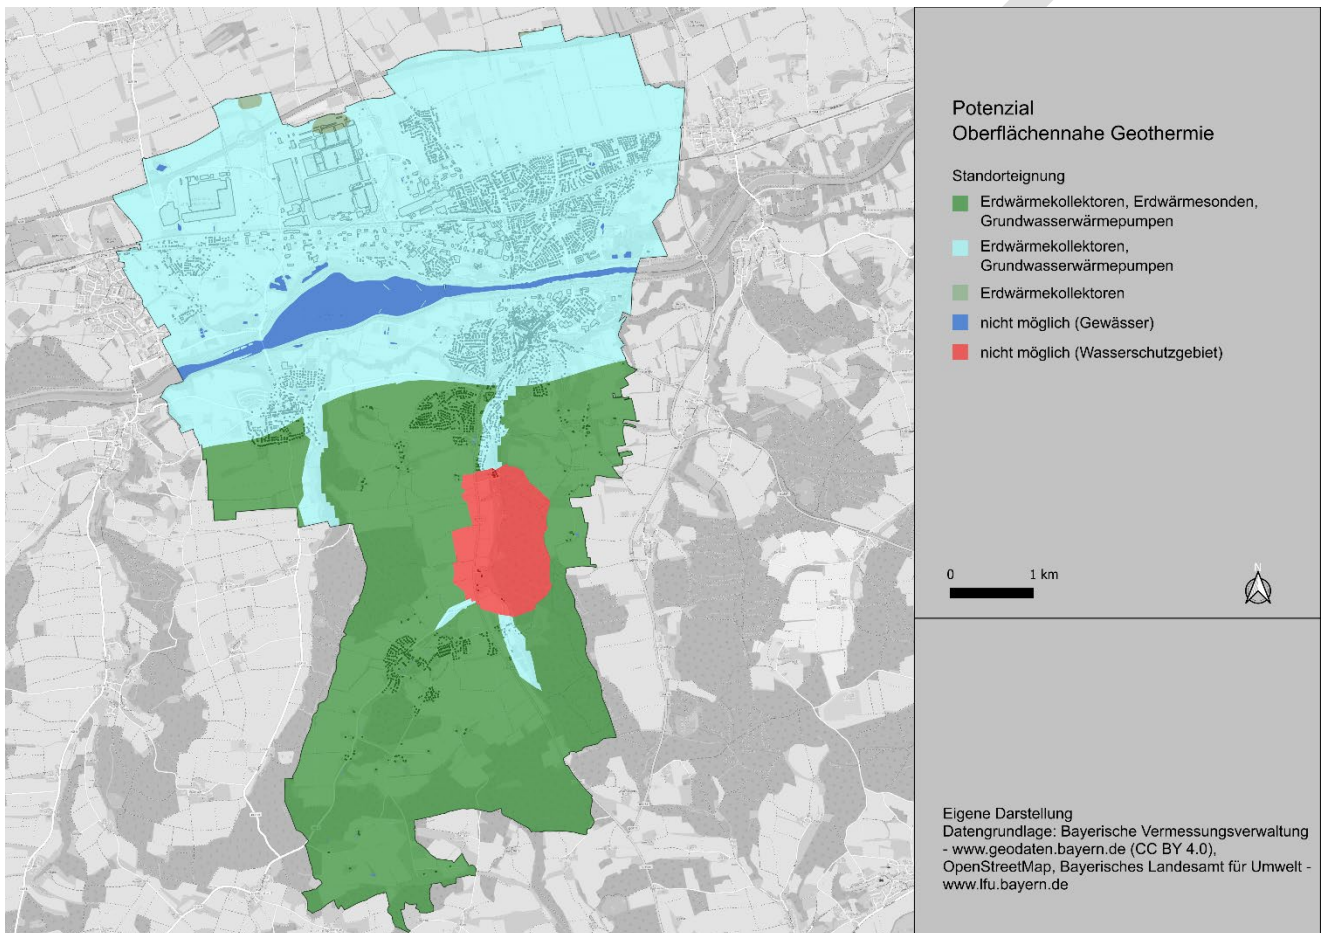 Potenzial
Oberflächennahe Geothermie
Standorteignung
Erdwärmekollektoren, Erdwärmesonden,
Grundwasserwärmepumpen
Erdwärmekollektoren,
Grundwasserwärmepumpen
Erdwärmekollektoren
nicht möglich (Gewässer)
nicht möglich (Wasserschutzgebiet)
0 1 km
N
Eigene Darstellung
Datengrundlage: Bayerische Vermessungsverwaltung
- www.geodaten.bayern.de (CC BY 4.0),
OpenStreetMap, Bayerisches Landesamt für Umwelt -
www.lfu.bayern.de